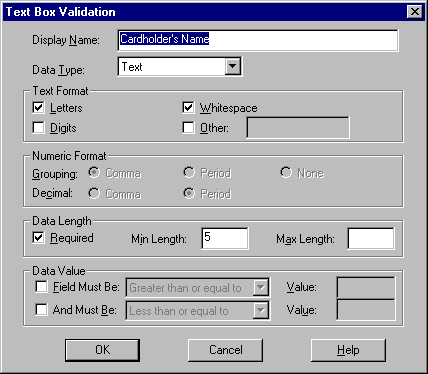 Text Box Validation
Display Name: Cardholder's Name
Data Type: Text
Text Format
Letters Whitespace
Digits Other:
Numeric Format
Grouping: Comma Period None
Decimal: Comma Period
Data Length
Required Min Length: 5 Max Length:
Data Value
Field Must Be: Greater than or equal to Value:
And Must Be: Less than or equal to Value:
OK Cancel Help